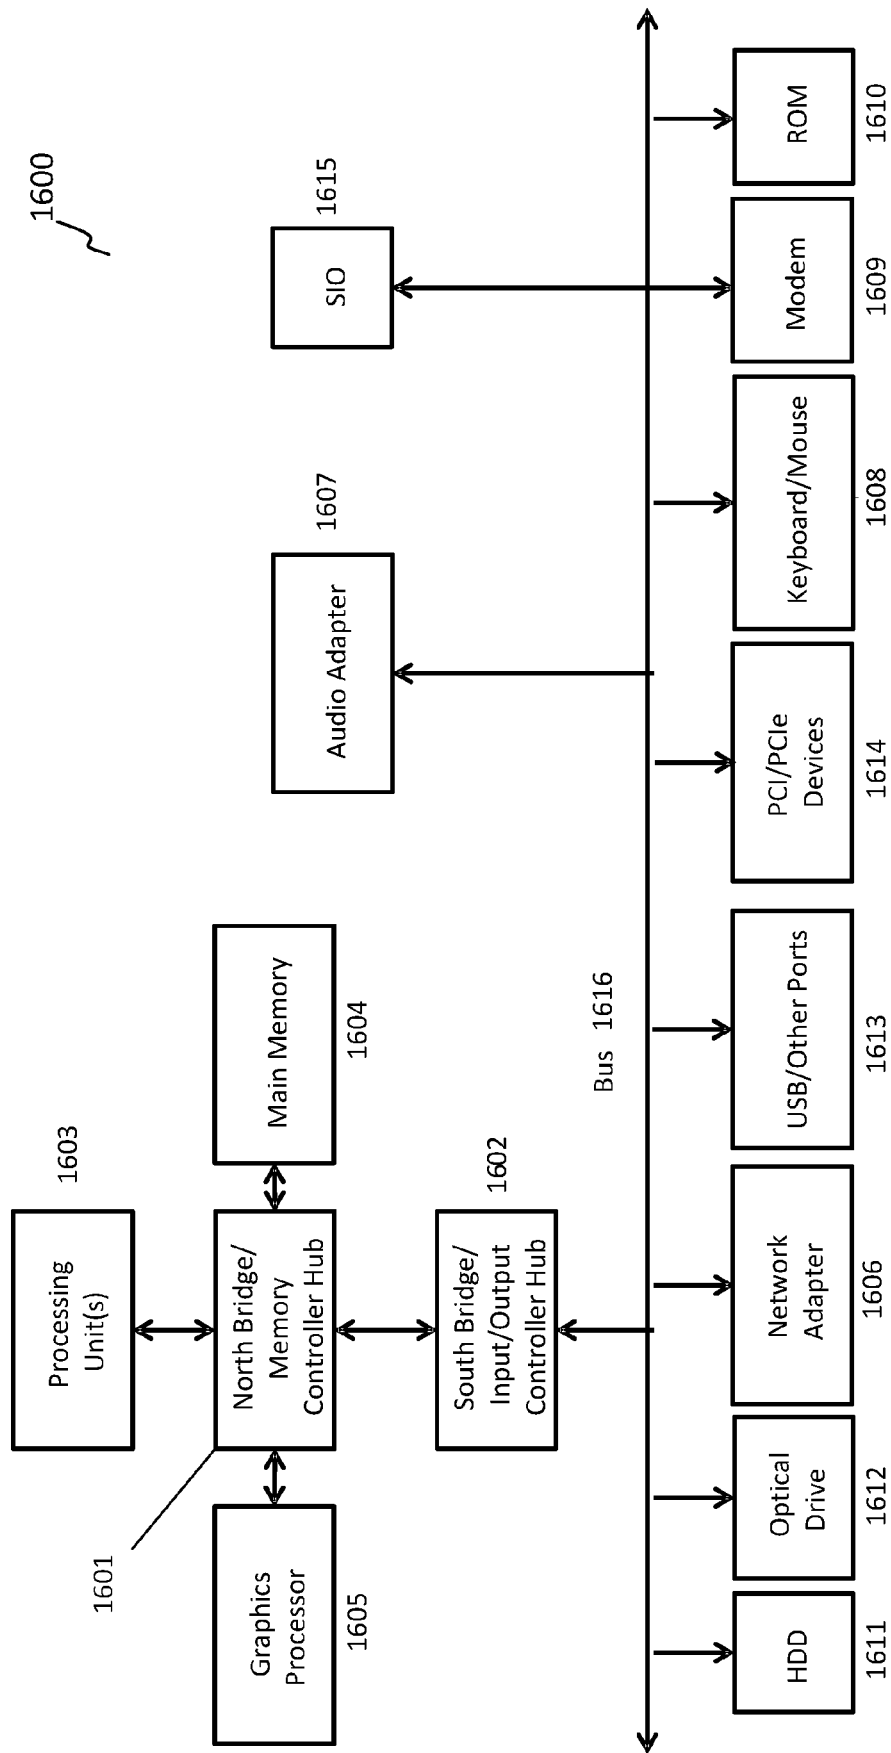 1600
Processing
Unit(s)
1603
Graphics
Processor
1605
1601
North Bridge/
Memory
Controller Hub
Main Memory
1604
South Bridge/
Input/Output
Controller Hub
1602
Audio Adapter
1607
SIO
1615
Bus 1616
HDD
1611
Optical
Drive
1612
Network
Adapter
1606
USB/Other Ports
1613
PCI/PCIe
Devices
1614
Keyboard/Mouse
1608
Modem
1609
ROM
1610